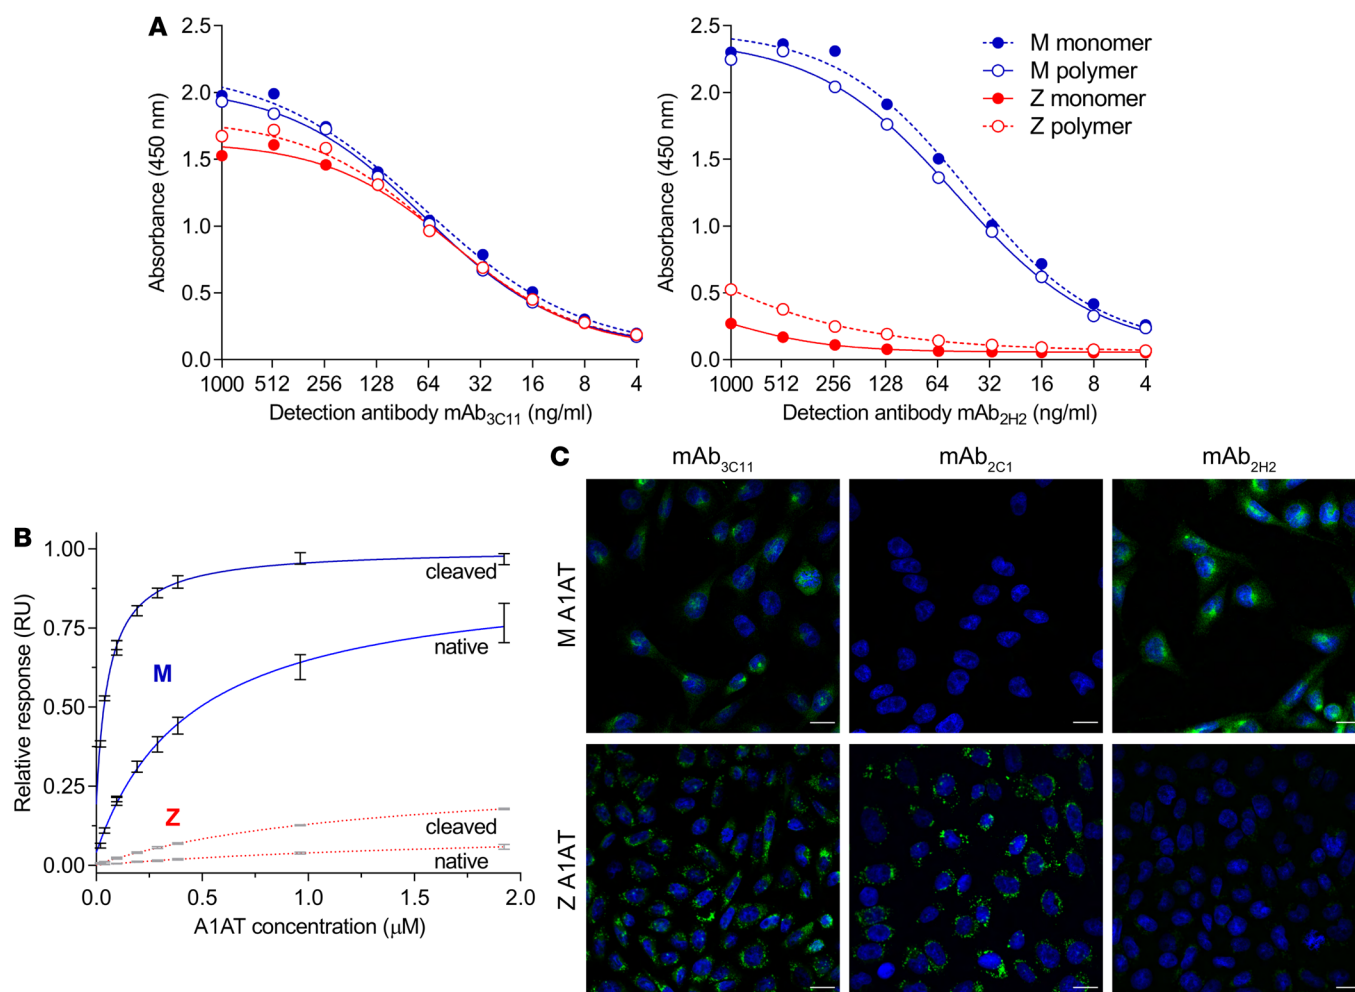 A
2.5
2.0
1.5
1.0
0.5
0.0
Absorbance (450 nm)
1000 512 256 128 64 32 16 8 4
Detection antibody mAb3C11 (ng/ml)
2.5
2.0
1.5
1.0
0.5
0.0
Absorbance (450 nm)
1000 512 256 128 64 32 16 8 4
Detection antibody mAb2H2 (ng/ml)
M monomer
M polymer
Z monomer
Z polymer
B
1.00
0.75
0.50
0.25
0.00
Relative response (RU)
cleaved
native
M
Z
cleaved
native
0.0 0.5 1.0 1.5 2.0
A1AT concentration (μM)
C
mAb3C11 mAb2C1 mAb2H2
M A1AT
Z A1AT